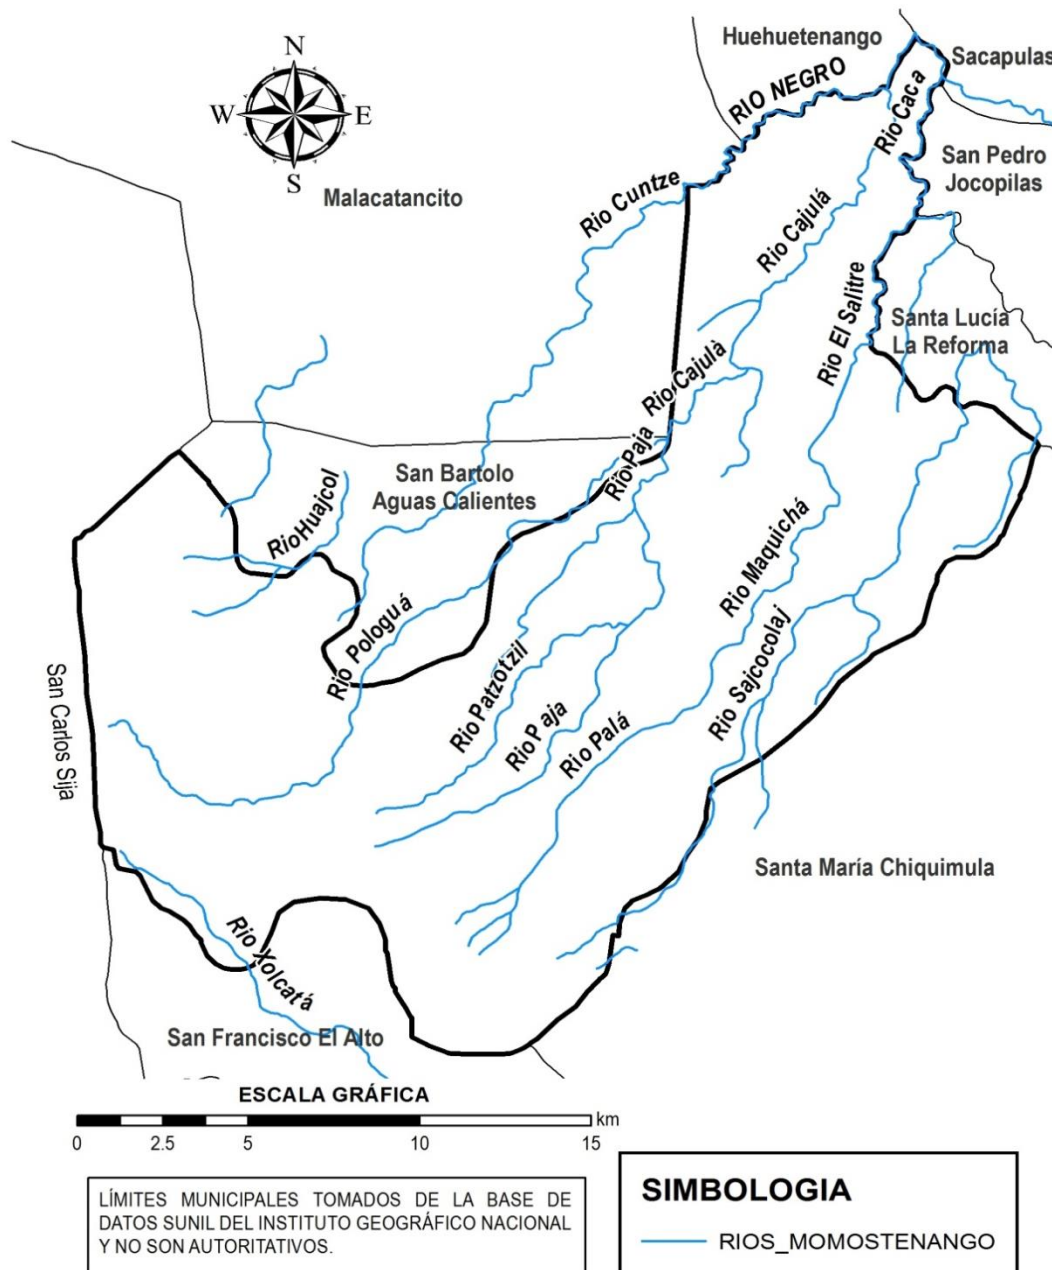 Huehuetenango
Sacapulas
N
W
E
S
RIO NEGRO
Rio Caca
San Pedro
Jocopilas
Malacatancito
Rio Cuntze
Rio Cajulá
Rio El Salitre
Santa Lucía
La Reforma
Rio Cajulà
Rio Paja
San Bartolo
Aguas Calientes
Rio Huajcol
Rio Maquichá
Rio Pologuá
Rio Sajcocolaj
Rio Patzotzil
Rio Paja
Rio Palá
San Carlos Sija
Santa María Chiquimula
Rio Xolcatá
San Francisco El Alto
ESCALA GRÁFICA
km
0 2.5 5 10 15
LÍMITES MUNICIPALES TOMADOS DE LA BASE DE
DATOS SUNIL DEL INSTITUTO GEOGRÁFICO NACIONAL
Y NO SON AUTORITATIVOS.
SIMBOLOGIA
RIOS_MOMOSTENANGO